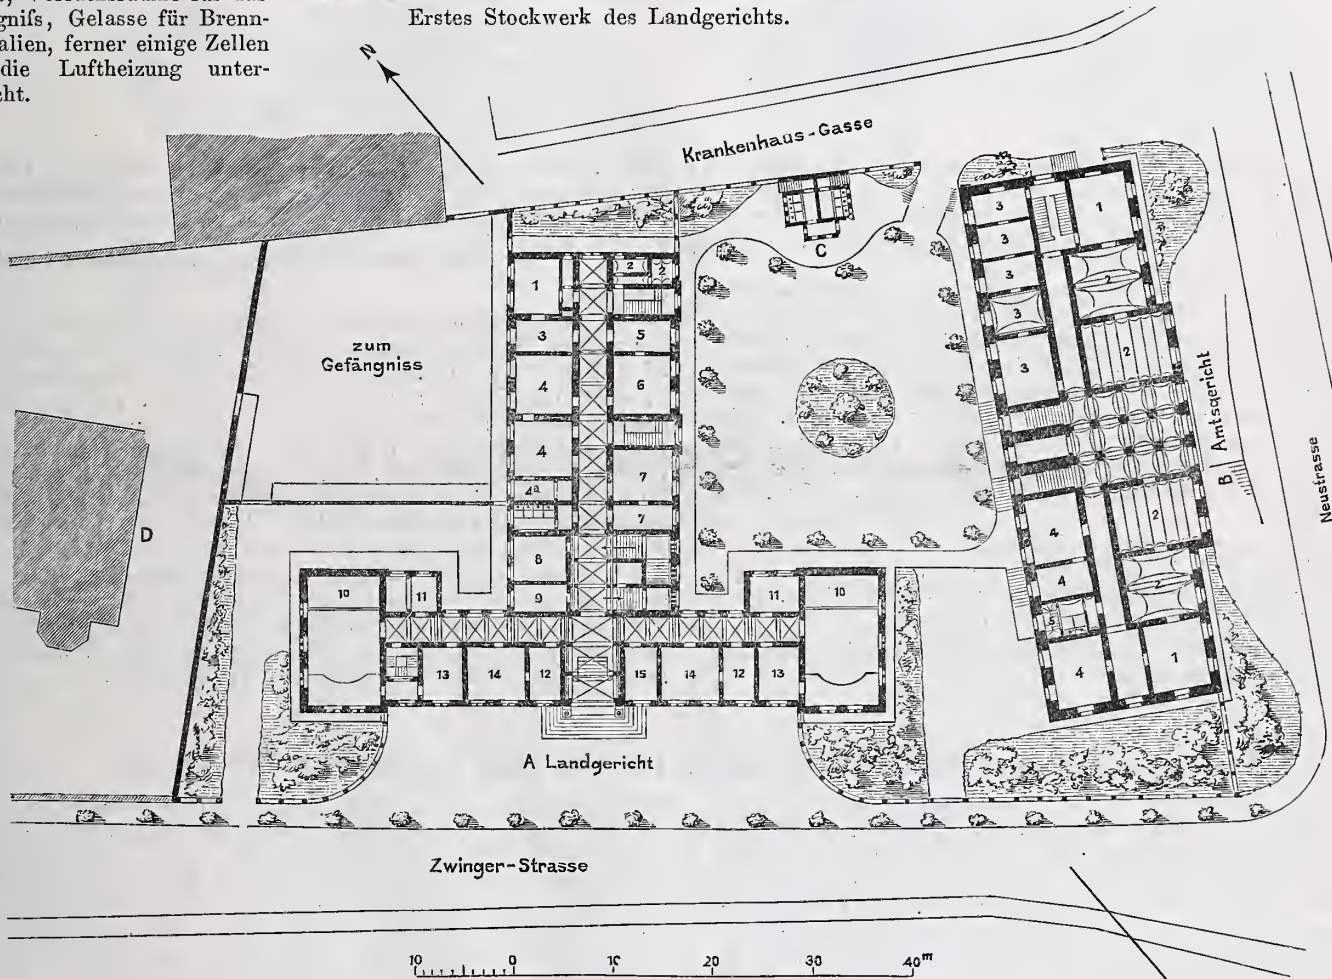 gnifs, Gelasse für Brenn-
alien, ferner einige Zellen
die Luftheizung unter-
cht.
Erstes Stockwerk des Landgerichts.
N
Krankenhaus-Gasse
C
zum
Gefängniss
D
1 2 2
3 5
4 6
4 7
4a 7
8
9
10 11 11 10
13 14 12 15 14 12 13
A Landgericht
3 1
3
3 2
3
3 2
4 2
4 2
5
4 1
B Amtsgericht
Neustrasse
Zwinger-Strasse
10 0 10 20 30 40m